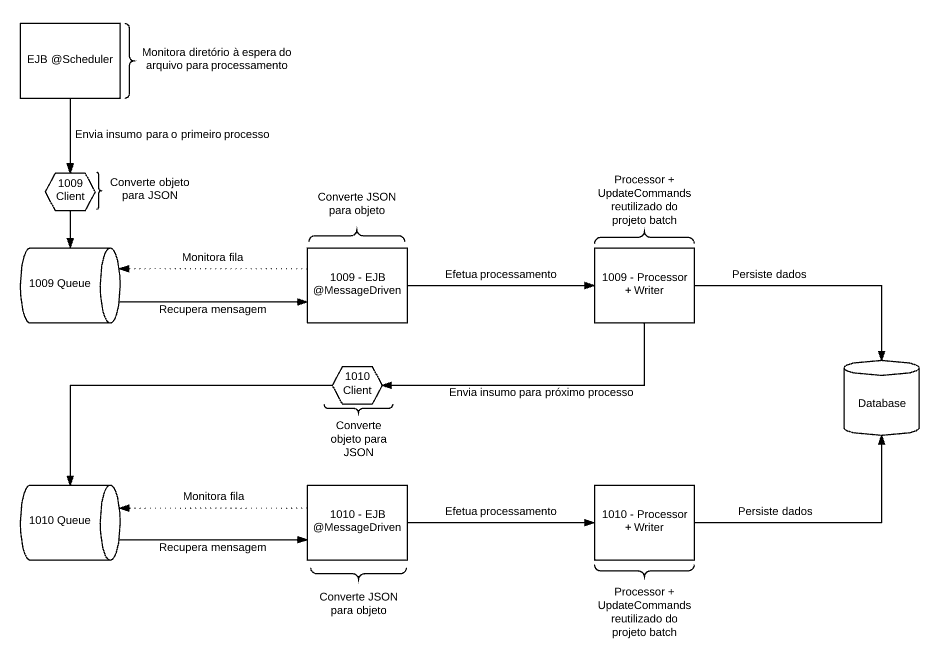 EJB @Scheduler
Monitora diretório à espera do
arquivo para processamento
Envia insumo para o primeiro processo
1009
Client
Converte objeto
para JSON
Converte JSON
para objeto
Processor +
UpdateCommands
reutilizado do
projeto batch
1009 Queue
Monitora fila
Recupera mensagem
1009 - EJB
@MessageDriven
Efetua processamento
1009 - Processor
+ Writer
Persiste dados
1010
Client
Envia insumo para próximo processo
Converte
objeto para
JSON
Database
1010 Queue
Monitora fila
Recupera mensagem
1010 - EJB
@MessageDriven
Efetua processamento
1010 - Processor
+ Writer
Persiste dados
Converte JSON
para objeto
Processor +
UpdateCommands
reutilizado do
projeto batch